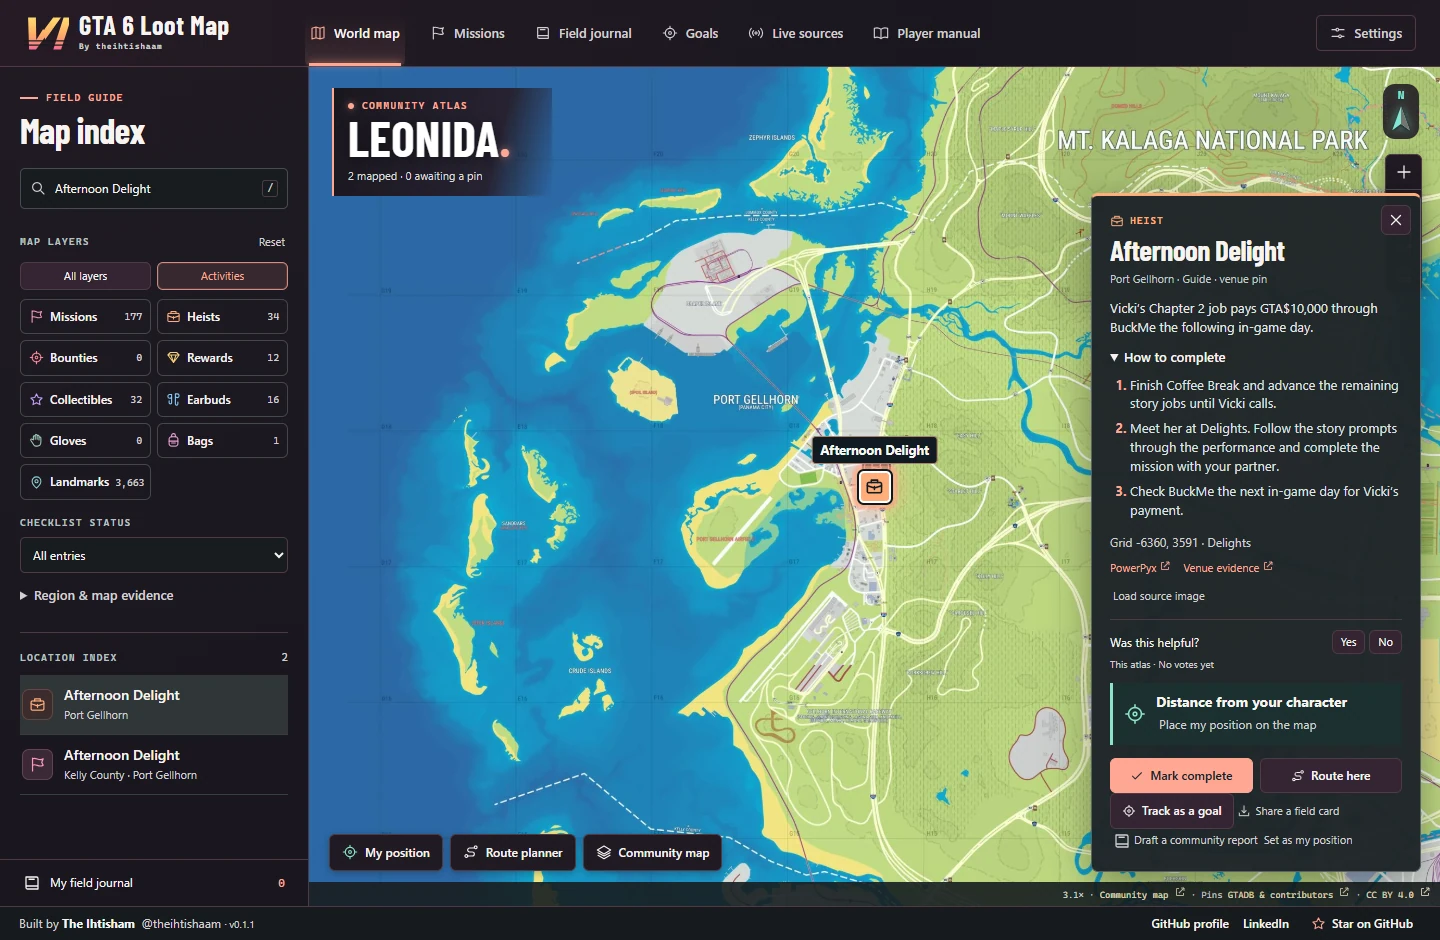 VI GTA 6 Loot Map
By theihtishaam
World map
Missions
Field journal
Goals
Live sources
Player manual
Settings
FIELD GUIDE
Map index
Afternoon Delight /
MAP LAYERS Reset
All layers Activities
Missions 177 Heists 34
Bounties 0 Rewards 12
Collectibles 32 Earbuds 16
Gloves 0 Bags 1
Landmarks 3,663
CHECKLIST STATUS
All entries
Region & map evidence
LOCATION INDEX 2
Afternoon Delight
Port Gellhorn
Afternoon Delight
Kelly County · Port Gellhorn
My field journal 0
COMMUNITY ATLAS
LEONIDA.
2 mapped · 0 awaiting a pin
ZEPHYR ISLANDS
MT. KALAGA NATIONAL PARK
PORT GELLHORN
(PANAMA CITY)
Afternoon Delight
PORT GELLHORN AIRPORT
SANDBARS
CRUDE ISLANDS
My position
Route planner
Community map
N
+
HEIST
Afternoon Delight
Port Gellhorn · Guide · venue pin
Vicki's Chapter 2 job pays GTA$10,000 through
BuckMe the following in-game day.
How to complete
1. Finish Coffee Break and advance the remaining
story jobs until Vicki calls.
2. Meet her at Delights. Follow the story prompts
through the performance and complete the
mission with your partner.
3. Check BuckMe the next in-game day for Vicki's
payment.
Grid -6360, 3591 · Delights
PowerPyx Venue evidence
Load source image
Was this helpful? Yes No
This atlas · No votes yet
Distance from your character
Place my position on the map
Mark complete Route here
Track as a goal Share a field card
Draft a community report Set as my position
3.1× · Community map · Pins GTADB & contributors · CC BY 4.0
Built by The Ihtisham @theihtishaam · v0.1.1
GitHub profile LinkedIn Star on GitHub